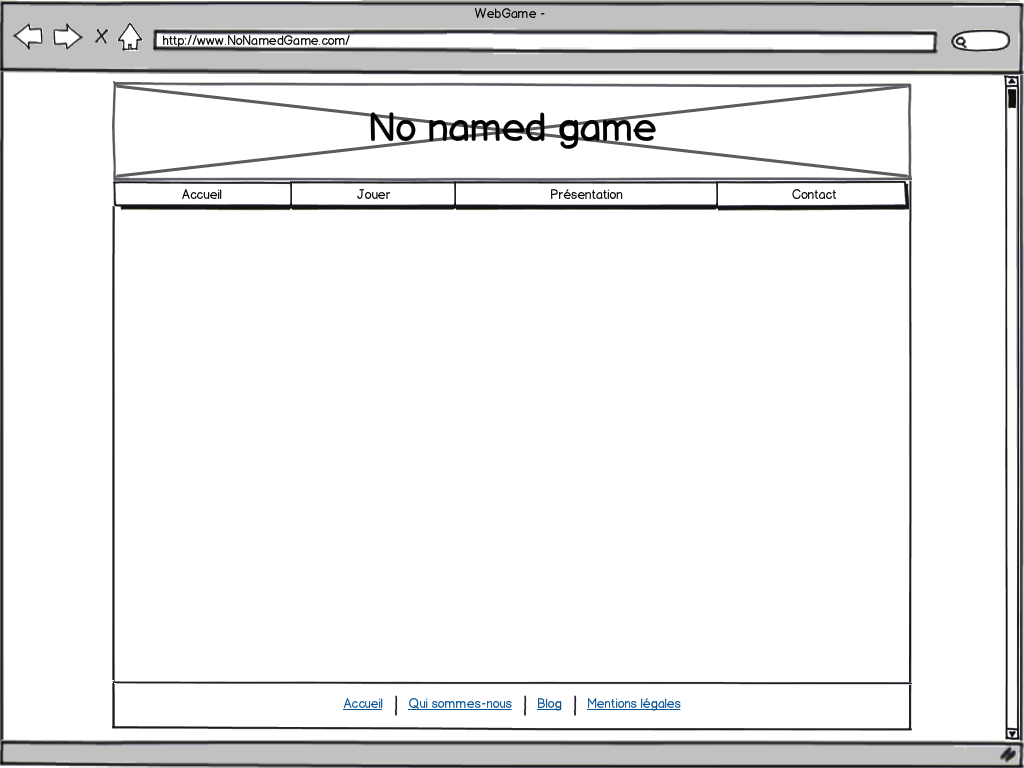 WebGame -
http://www.NoNamedGame.com/
No named game
Accueil Jouer Présentation Contact
Accueil | Qui sommes-nous | Blog | Mentions légales